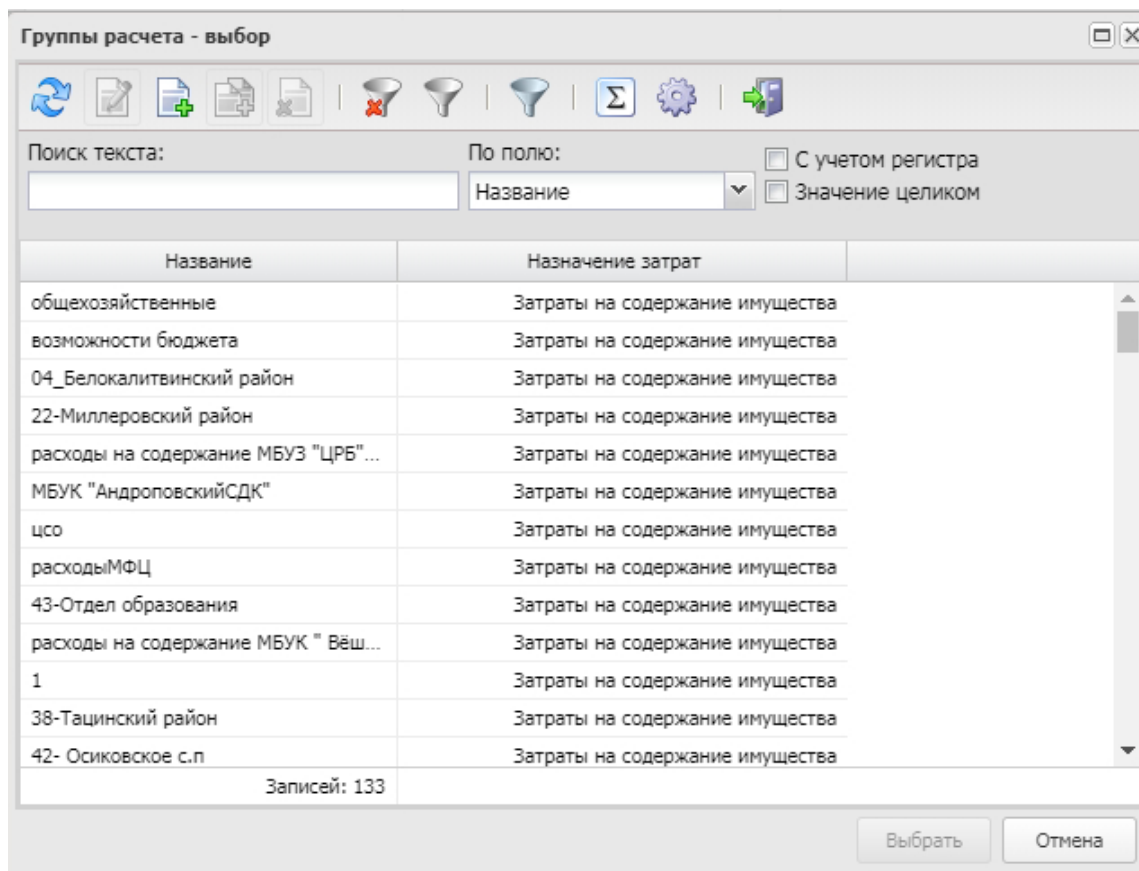 Группы расчета - выбор
Поиск текста:
По полю:
С учетом регистра
Название
Значение целиком
Название Назначение затрат
общехозяйственные Затраты на содержание имущества
возможности бюджета Затраты на содержание имущества
04_Белокалитвинский район Затраты на содержание имущества
22-Миллеровский район Затраты на содержание имущества
расходы на содержание МБУЗ "ЦРБ"... Затраты на содержание имущества
МБУК "АндроповскийСДК" Затраты на содержание имущества
цсо Затраты на содержание имущества
расходыМФЦ Затраты на содержание имущества
43-Отдел образования Затраты на содержание имущества
расходы на содержание МБУК " Вёш... Затраты на содержание имущества
1 Затраты на содержание имущества
38-Тацинский район Затраты на содержание имущества
42- Осиковское с.п Затраты на содержание имущества
Записей: 133
Выбрать Отмена